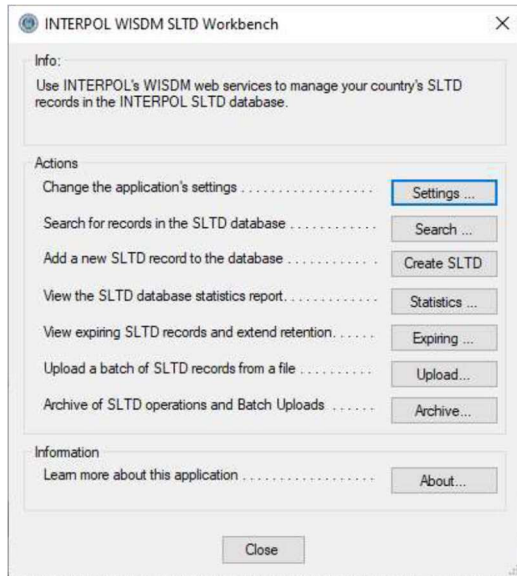 INTERPOL WISDM SLTD Workbench
Info:
Use INTERPOL's WISDM web services to manage your country's SLTD
records in the INTERPOL SLTD database.
Actions
Change the application's settings . . . . . . . . . . . . . . . . . . Settings ...
Search for records in the SLTD database . . . . . . . . . . . . Search ...
Add a new SLTD record to the database . . . . . . . . . . . . Create SLTD
View the SLTD database statistics report. . . . . . . . . . . . Statistics ...
View expiring SLTD records and extend retention. . . . . . Expiring ...
Upload a batch of SLTD records from a file . . . . . . . . . . Upload...
Archive of SLTD operations and Batch Uploads . . . . . . Archive...
Information
Learn more about this application . . . . . . . . . . . . . . . . . . About...
Close